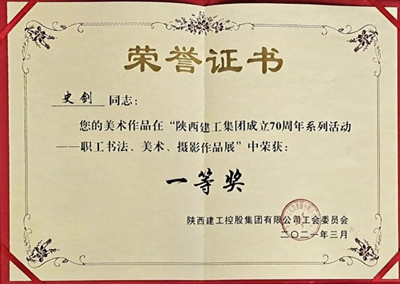 荣誉证书
史剑 同志：
您的美术作品在“陕西建工集团成立70周年系列活动
——职工书法、美术、摄影作品展”中荣获：
一等奖
陕西建工控股集团有限公司工会委员会
二〇二一年三月